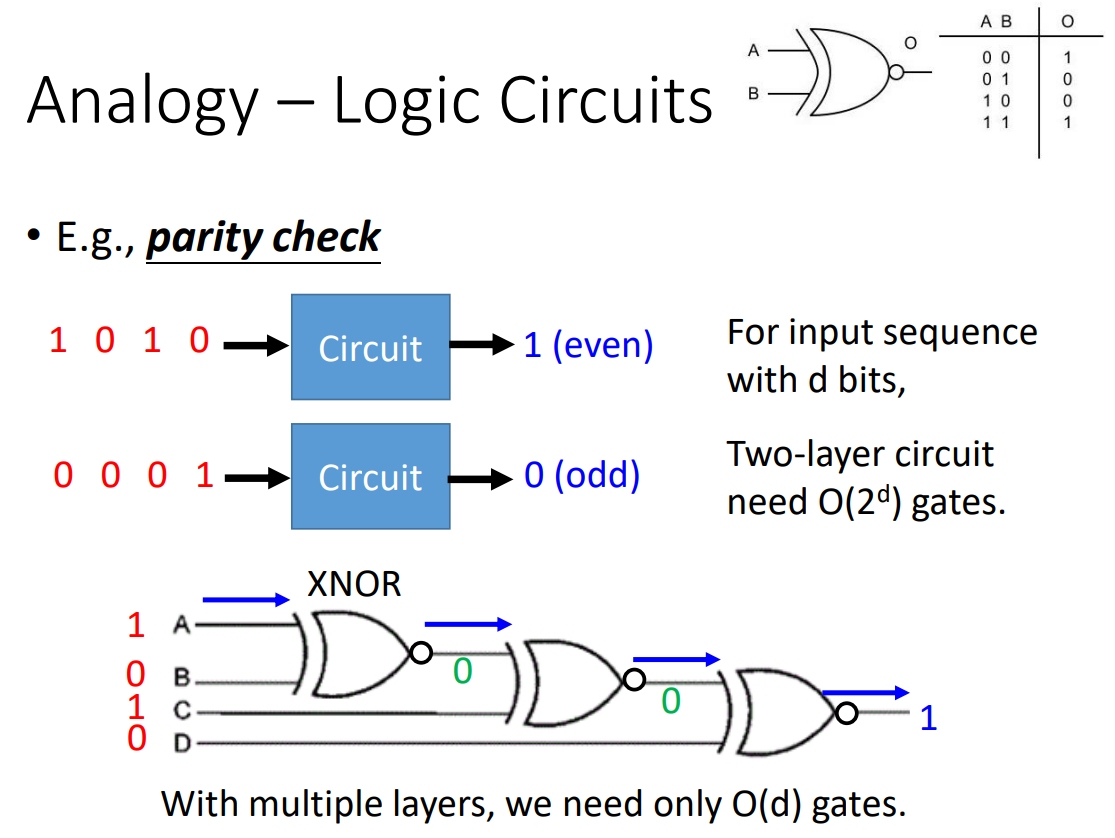 Analogy – Logic Circuits
A
B
O
A B O
0 0 1
0 1 0
1 0 0
1 1 1
• E.g., parity check
1 0 1 0
Circuit
1 (even)
0 0 0 1
Circuit
0 (odd)
For input sequence
with d bits,
Two-layer circuit
need O(2ᵈ) gates.
XNOR
1 A
0 B
1 C
0 D
0
0
1
With multiple layers, we need only O(d) gates.